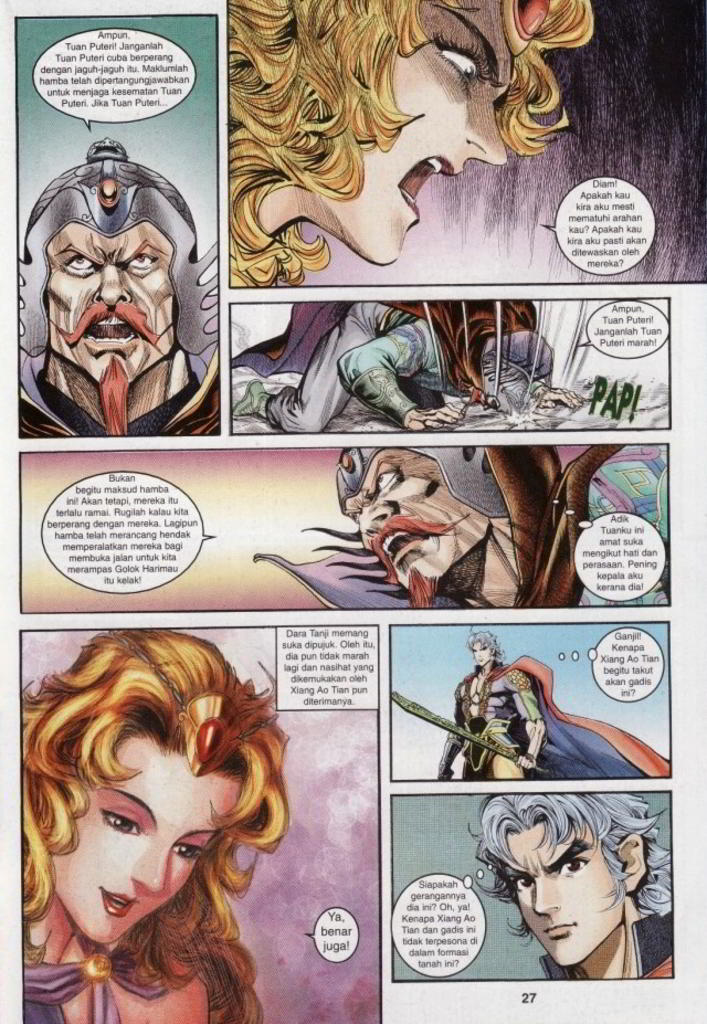 Ampun,
Tuan Puteri! Janganlah
Tuan Puteri cuba berperang
dengan jaguh-jaguh itu. Maklumlah
hamba telah dipertangungjawabkan
untuk menjaga kesematan Tuan
Puteri. Jika Tuan Puteri...
Diam!
Apakah kau
kira aku mesti
mematuhi arahan
kau? Apakah kau
kira aku pasti akan
ditewaskan oleh
mereka?
Ampun,
Tuan Puteri!
Janganlah Tuan
Puteri marah!
PAP!
Bukan
begitu maksud hamba
ini! Akan tetapi, mereka itu
terlalu ramai. Rugilah kalau kita
berperang dengan mereka. Lagipun
hamba telah merancang hendak
memperalatkan mereka bagi
membuka jalan untuk kita
merampas Golok Harimau
itu kelak!
Adik
Tuanku ini
amat suka
mengikut hati dan
perasaan. Pening
kepala aku
kerana dia!
Dara Tanji memang
suka dipujuk. Oleh itu,
dia pun tidak marah
lagi dan nasihat yang
dikemukakan oleh
Xiang Ao Tian pun
diterimanya.
Ya,
benar
juga!
Ganjil!
Kenapa
Xiang Ao Tian
begitu takut
akan gadis
ini?
Siapakah
gerangannya
dia ini? Oh, ya!
Kenapa Xiang Ao
Tian dan gadis ini
tidak terpesona di
dalam formasi
tanah ini?
27